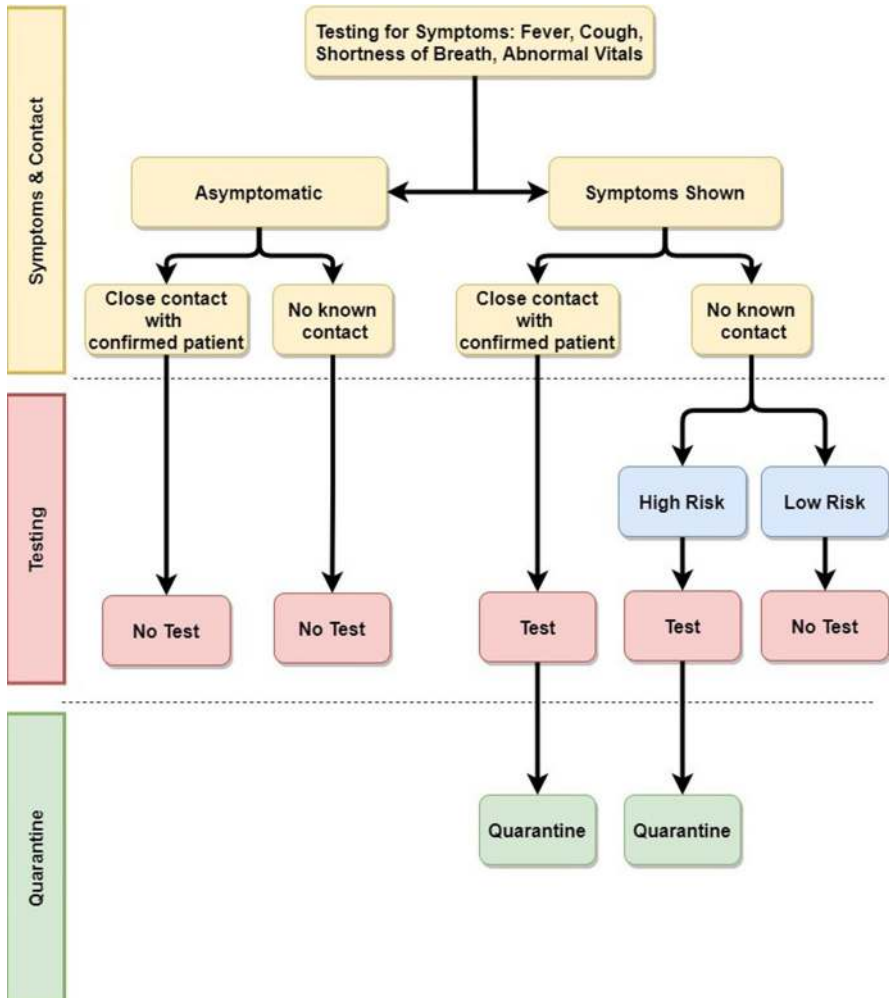 Testing for Symptoms: Fever, Cough,
Shortness of Breath, Abnormal Vitals
Symptoms & Contact
Asymptomatic
Symptoms Shown
Close contact
with
confirmed patient
No known
contact
Close contact
with
confirmed patient
No known
contact
Testing
High Risk
Low Risk
No Test
No Test
Test
Test
No Test
Quarantine
Quarantine
Quarantine